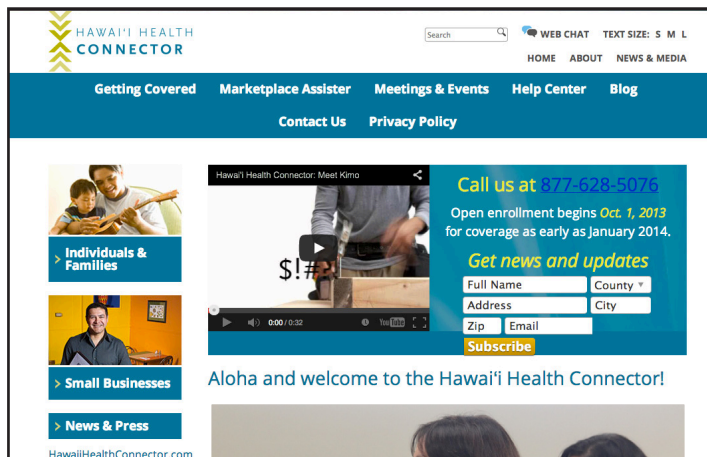 HAWAI‘I HEALTH
CONNECTOR
Search
WEB CHAT TEXT SIZE: S M L
HOME ABOUT NEWS & MEDIA
Getting Covered Marketplace Assister Meetings & Events Help Center Blog
Contact Us Privacy Policy
Hawai'i Health Connector: Meet Kimo
$!#?
0:00 / 0:32
YouTube
Call us at 877-628-5076
Open enrollment begins Oct. 1, 2013
for coverage as early as January 2014.
Get news and updates
Full Name County
Address City
Zip Email
Subscribe
> Individuals &
Families
> Small Businesses
> News & Press
HawaiiHealthConnector.com
Aloha and welcome to the Hawai‘i Health Connector!